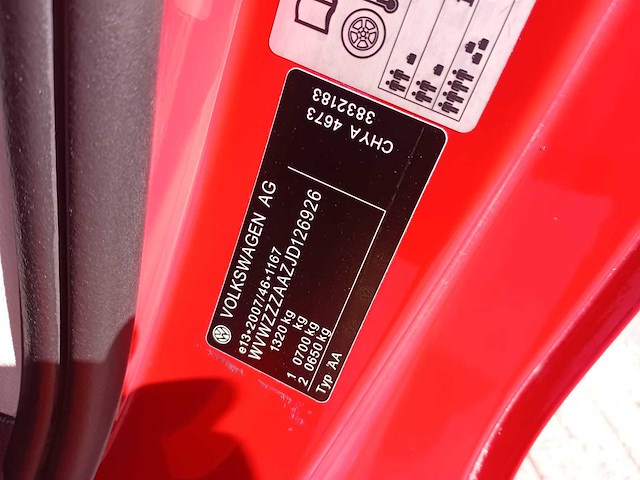 VOLKSWAGEN AG
e13*2007/46*1167
WVWZZZAAZJD126926
1320 kg
1 0700 kg
kg
2 0650 kg
Typ AA
CHYA 4673
3832183